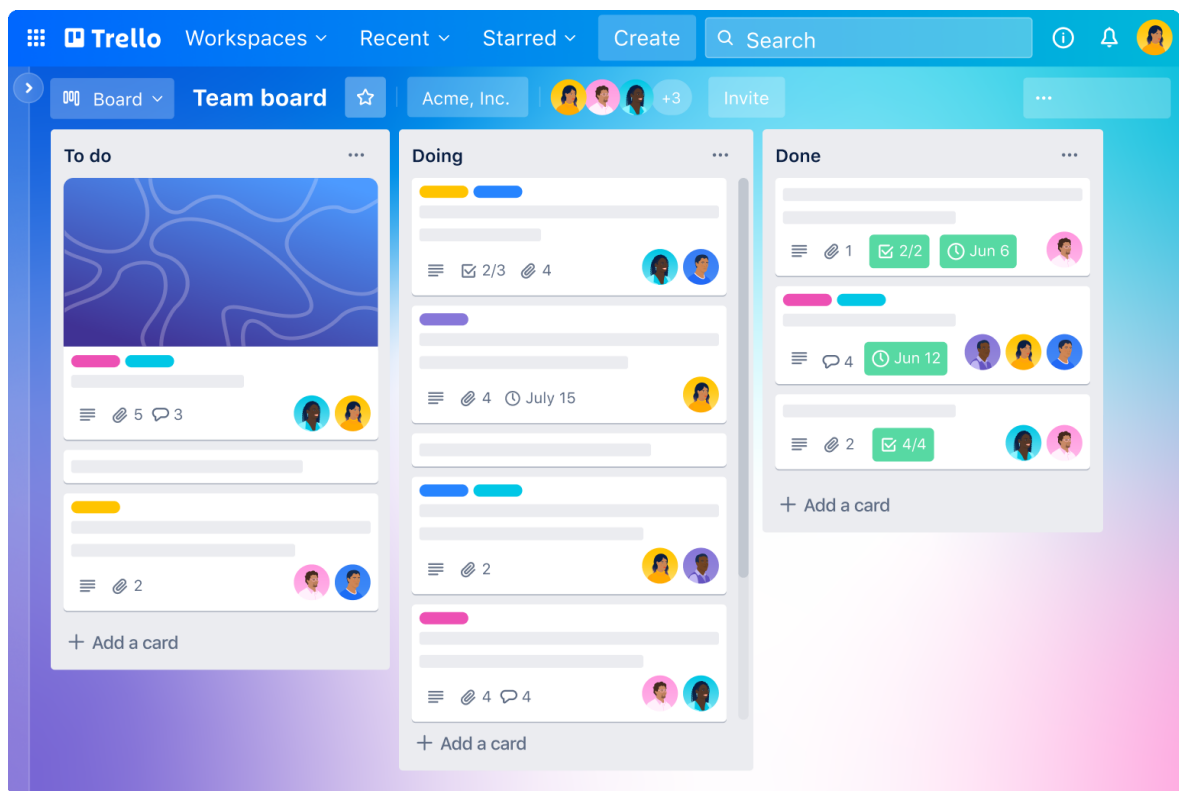 Trello Workspaces Recent Starred Create Search
Board Team board Acme, Inc. +3 Invite
To do
5 3
2
Add a card
Doing
2/3 4
4 July 15
2
4 4
Add a card
Done
1 2/2 Jun 6
4 Jun 12
2 4/4
Add a card